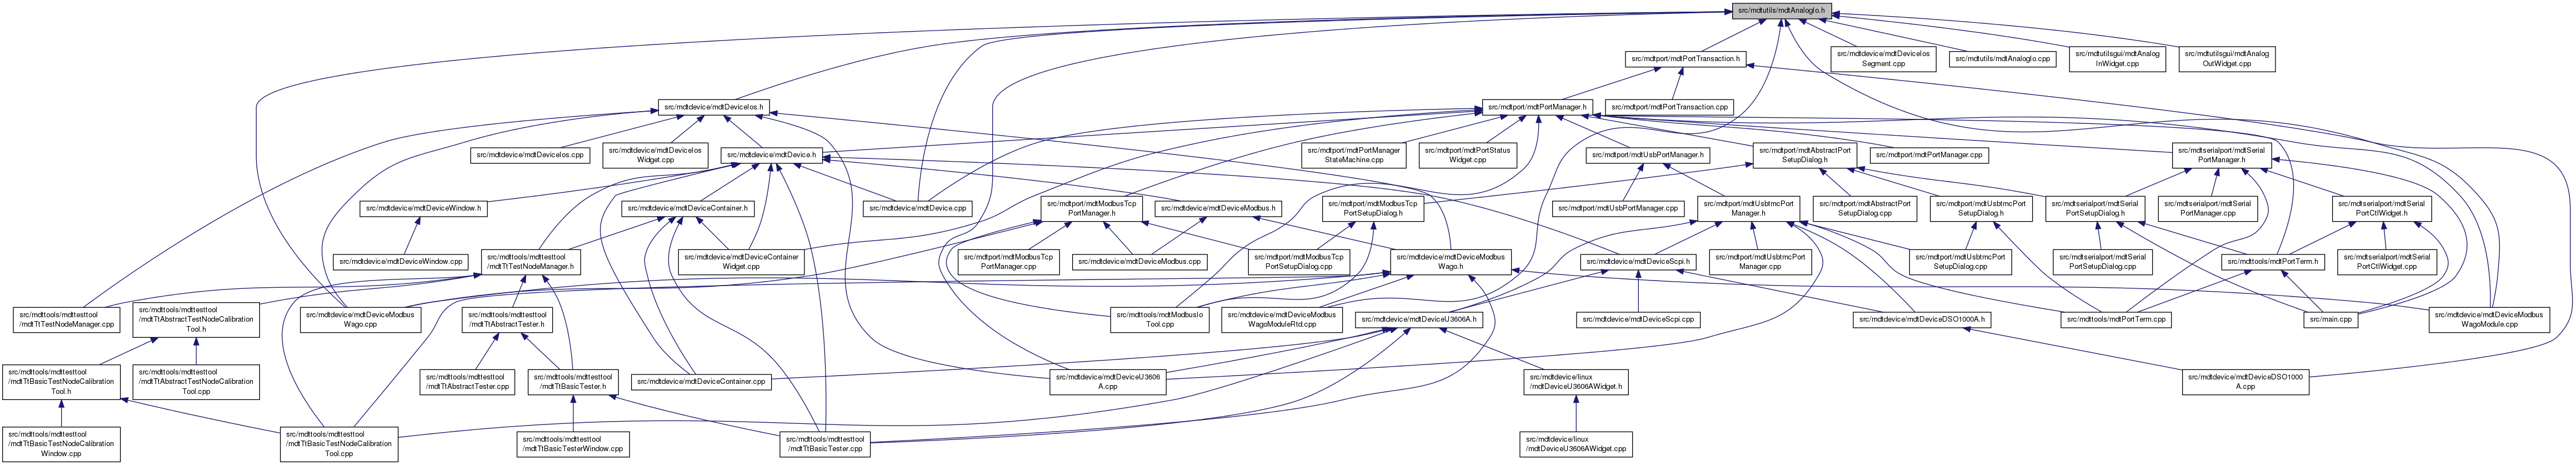 src/mdtutils/mdtAnalogIo.h
src/mdtport/mdtPortTransaction.h
src/mdtdevice/mdtDeviceIos
Segment.cpp
src/mdtutils/mdtAnalogIo.cpp
src/mdtutilsgui/mdtAnalog
InWidget.cpp
src/mdtutilsgui/mdtAnalog
OutWidget.cpp
src/mdtdevice/mdtDeviceIos.h
src/mdtport/mdtPortManager.h
src/mdtport/mdtPortTransaction.cpp
src/mdtdevice/mdtDeviceIos.cpp
src/mdtdevice/mdtDeviceIos
Widget.cpp
src/mdtdevice/mdtDevice.h
src/mdtport/mdtPortManager
StateMachine.cpp
src/mdtport/mdtPortStatus
Widget.cpp
src/mdtport/mdtUsbPortManager.h
src/mdtport/mdtAbstractPort
SetupDialog.h
src/mdtport/mdtPortManager.cpp
src/mdtserialport/mdtSerial
PortManager.h
src/mdtdevice/mdtDeviceWindow.h
src/mdtdevice/mdtDeviceContainer.h
src/mdtdevice/mdtDevice.cpp
src/mdtport/mdtModbusTcp
PortManager.h
src/mdtdevice/mdtDeviceModbus.h
src/mdtport/mdtModbusTcp
PortSetupDialog.h
src/mdtport/mdtUsbPortManager.cpp
src/mdtport/mdtUsbtmcPort
Manager.h
src/mdtport/mdtAbstractPort
SetupDialog.cpp
src/mdtport/mdtUsbtmcPort
SetupDialog.h
src/mdtserialport/mdtSerial
PortSetupDialog.h
src/mdtserialport/mdtSerial
PortManager.cpp
src/mdtserialport/mdtSerial
PortCtlWidget.h
src/mdtdevice/mdtDeviceWindow.cpp
src/mdttools/mdttesttool
/mdtTtTestNodeManager.h
src/mdtdevice/mdtDeviceContainer
Widget.cpp
src/mdtport/mdtModbusTcp
PortManager.cpp
src/mdtdevice/mdtDeviceModbus.cpp
src/mdtport/mdtModbusTcp
PortSetupDialog.cpp
src/mdtdevice/mdtDeviceModbus
Wago.h
src/mdtdevice/mdtDeviceScpi.h
src/mdtport/mdtUsbtmcPort
Manager.cpp
src/mdtport/mdtUsbtmcPort
SetupDialog.cpp
src/mdtserialport/mdtSerial
PortSetupDialog.cpp
src/mdttools/mdtPortTerm.h
src/mdtserialport/mdtSerial
PortCtlWidget.cpp
src/mdttools/mdttesttool
/mdtTtTestNodeManager.cpp
src/mdttools/mdttesttool
/mdtTtAbstractTestNodeCalibration
Tool.h
src/mdtdevice/mdtDeviceModbus
Wago.cpp
src/mdttools/mdttesttool
/mdtTtAbstractTester.h
src/mdttools/mdtModbusIo
Tool.cpp
src/mdtdevice/mdtDeviceModbus
WagoModuleRtd.cpp
src/mdtdevice/mdtDeviceU3606A.h
src/mdtdevice/mdtDeviceScpi.cpp
src/mdtdevice/mdtDeviceDSO1000A.h
src/mdttools/mdtPortTerm.cpp
src/main.cpp
src/mdtdevice/mdtDeviceModbus
WagoModule.cpp
src/mdttools/mdttesttool
/mdtTtBasicTestNodeCalibration
Tool.h
src/mdttools/mdttesttool
/mdtTtAbstractTestNodeCalibration
Tool.cpp
src/mdttools/mdttesttool
/mdtTtAbstractTester.cpp
src/mdttools/mdttesttool
/mdtTtBasicTester.h
src/mdtdevice/mdtDeviceContainer.cpp
src/mdtdevice/mdtDeviceU3606
A.cpp
src/mdtdevice/linux
/mdtDeviceU3606AWidget.h
src/mdtdevice/mdtDeviceDSO1000
A.cpp
src/mdttools/mdttesttool
/mdtTtBasicTestNodeCalibration
Window.cpp
src/mdttools/mdttesttool
/mdtTtBasicTestNodeCalibration
Tool.cpp
src/mdttools/mdttesttool
/mdtTtBasicTesterWindow.cpp
src/mdttools/mdttesttool
/mdtTtBasicTester.cpp
src/mdtdevice/linux
/mdtDeviceU3606AWidget.cpp